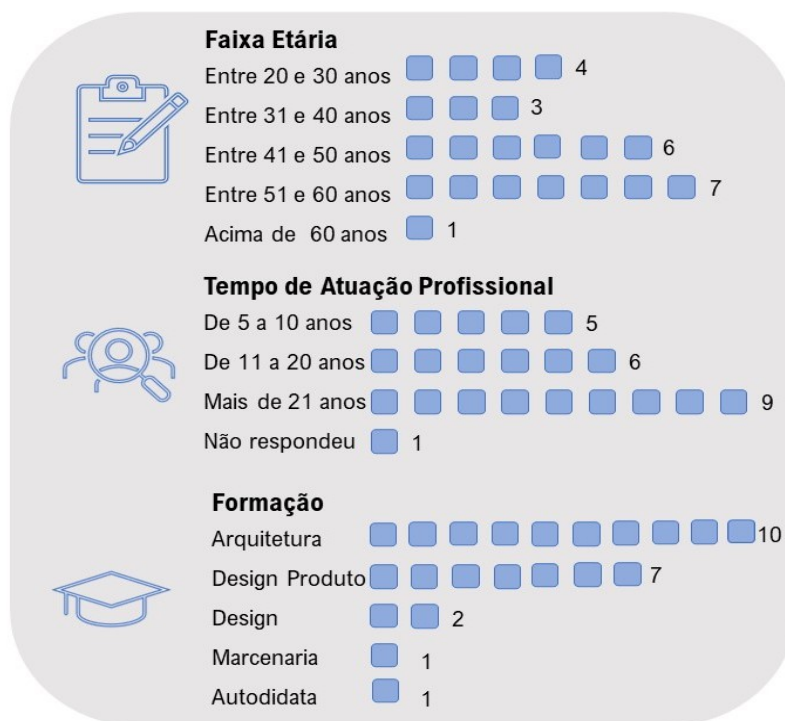 Faixa Etária
Entre 20 e 30 anos 4
Entre 31 e 40 anos 3
Entre 41 e 50 anos 6
Entre 51 e 60 anos 7
Acima de 60 anos 1
Tempo de Atuação Profissional
De 5 a 10 anos 5
De 11 a 20 anos 6
Mais de 21 anos 9
Não respondeu 1
Formação
Arquitetura 10
Design Produto 7
Design 2
Marcenaria 1
Autodidata 1